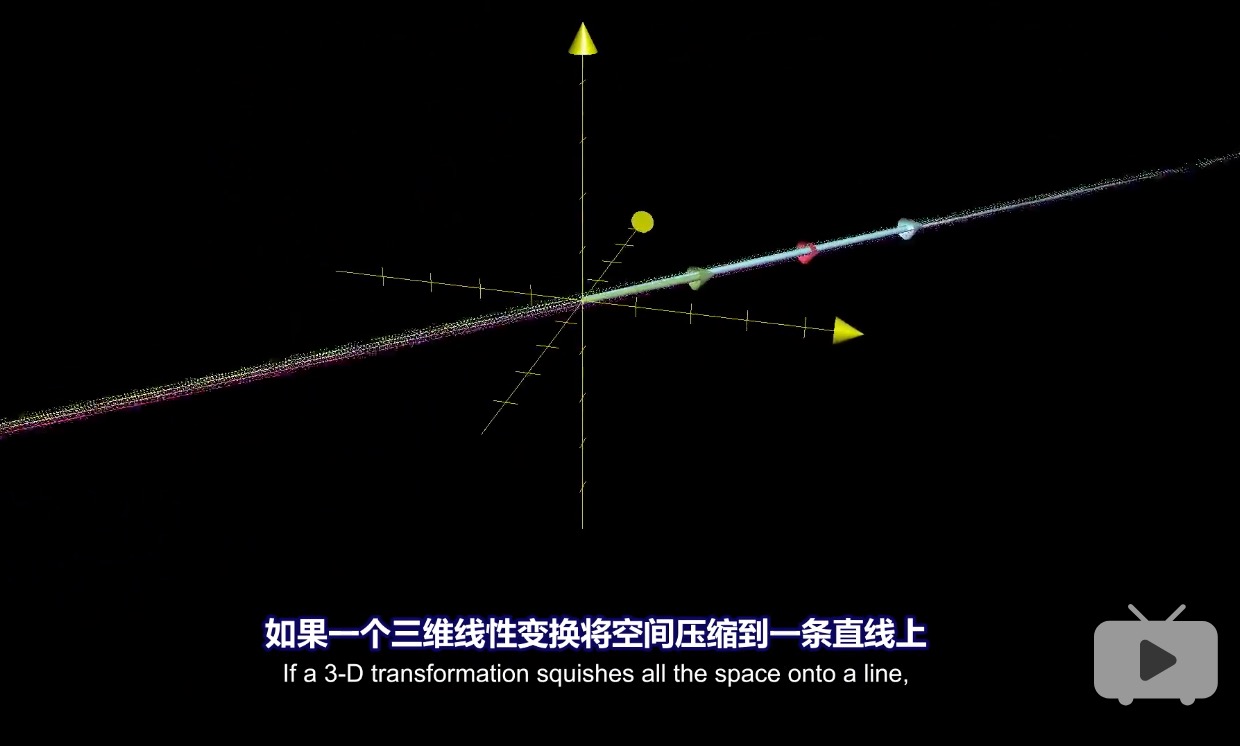 如果一个三维线性变换将空间压缩到一条直线上
If a 3-D transformation squishes all the space onto a line,